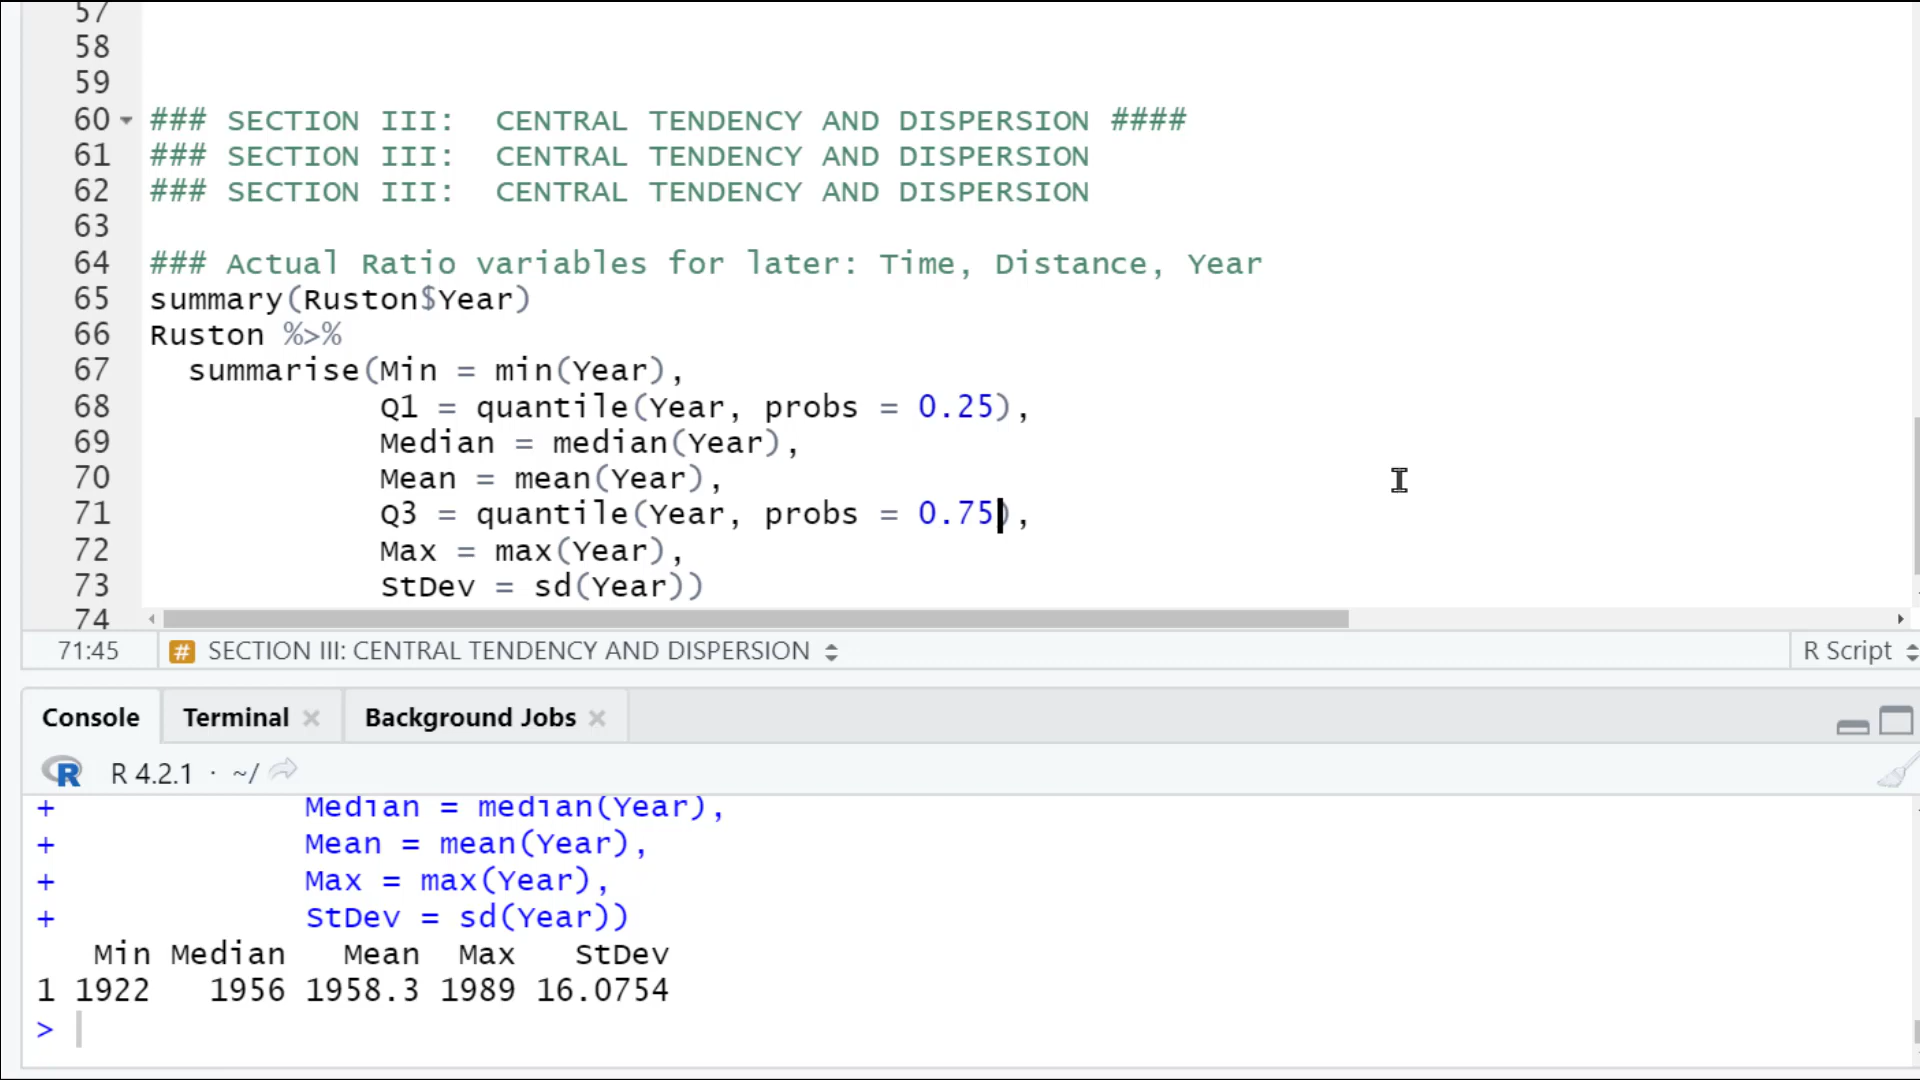 57
58
59
60 ### SECTION III:  CENTRAL TENDENCY AND DISPERSION ####
61 ### SECTION III:  CENTRAL TENDENCY AND DISPERSION
62 ### SECTION III:  CENTRAL TENDENCY AND DISPERSION
63
64 ### Actual Ratio variables for later: Time, Distance, Year
65 summary(Ruston$Year)
66 Ruston %>%
67   summarise(Min = min(Year),
68             Q1 = quantile(Year, probs = 0.25),
69             Median = median(Year),
70             Mean = mean(Year),
71             Q3 = quantile(Year, probs = 0.75),
72             Max = max(Year),
73             StDev = sd(Year))
74
71:45 # SECTION III: CENTRAL TENDENCY AND DISPERSION R Script
Console Terminal Background Jobs
R R 4.2.1 · ~/
+             Median = median(Year),
+             Mean = mean(Year),
+             Max = max(Year),
+             StDev = sd(Year))
   Min Median   Mean  Max   StDev
1 1922   1956 1958.3 1989 16.0754
>